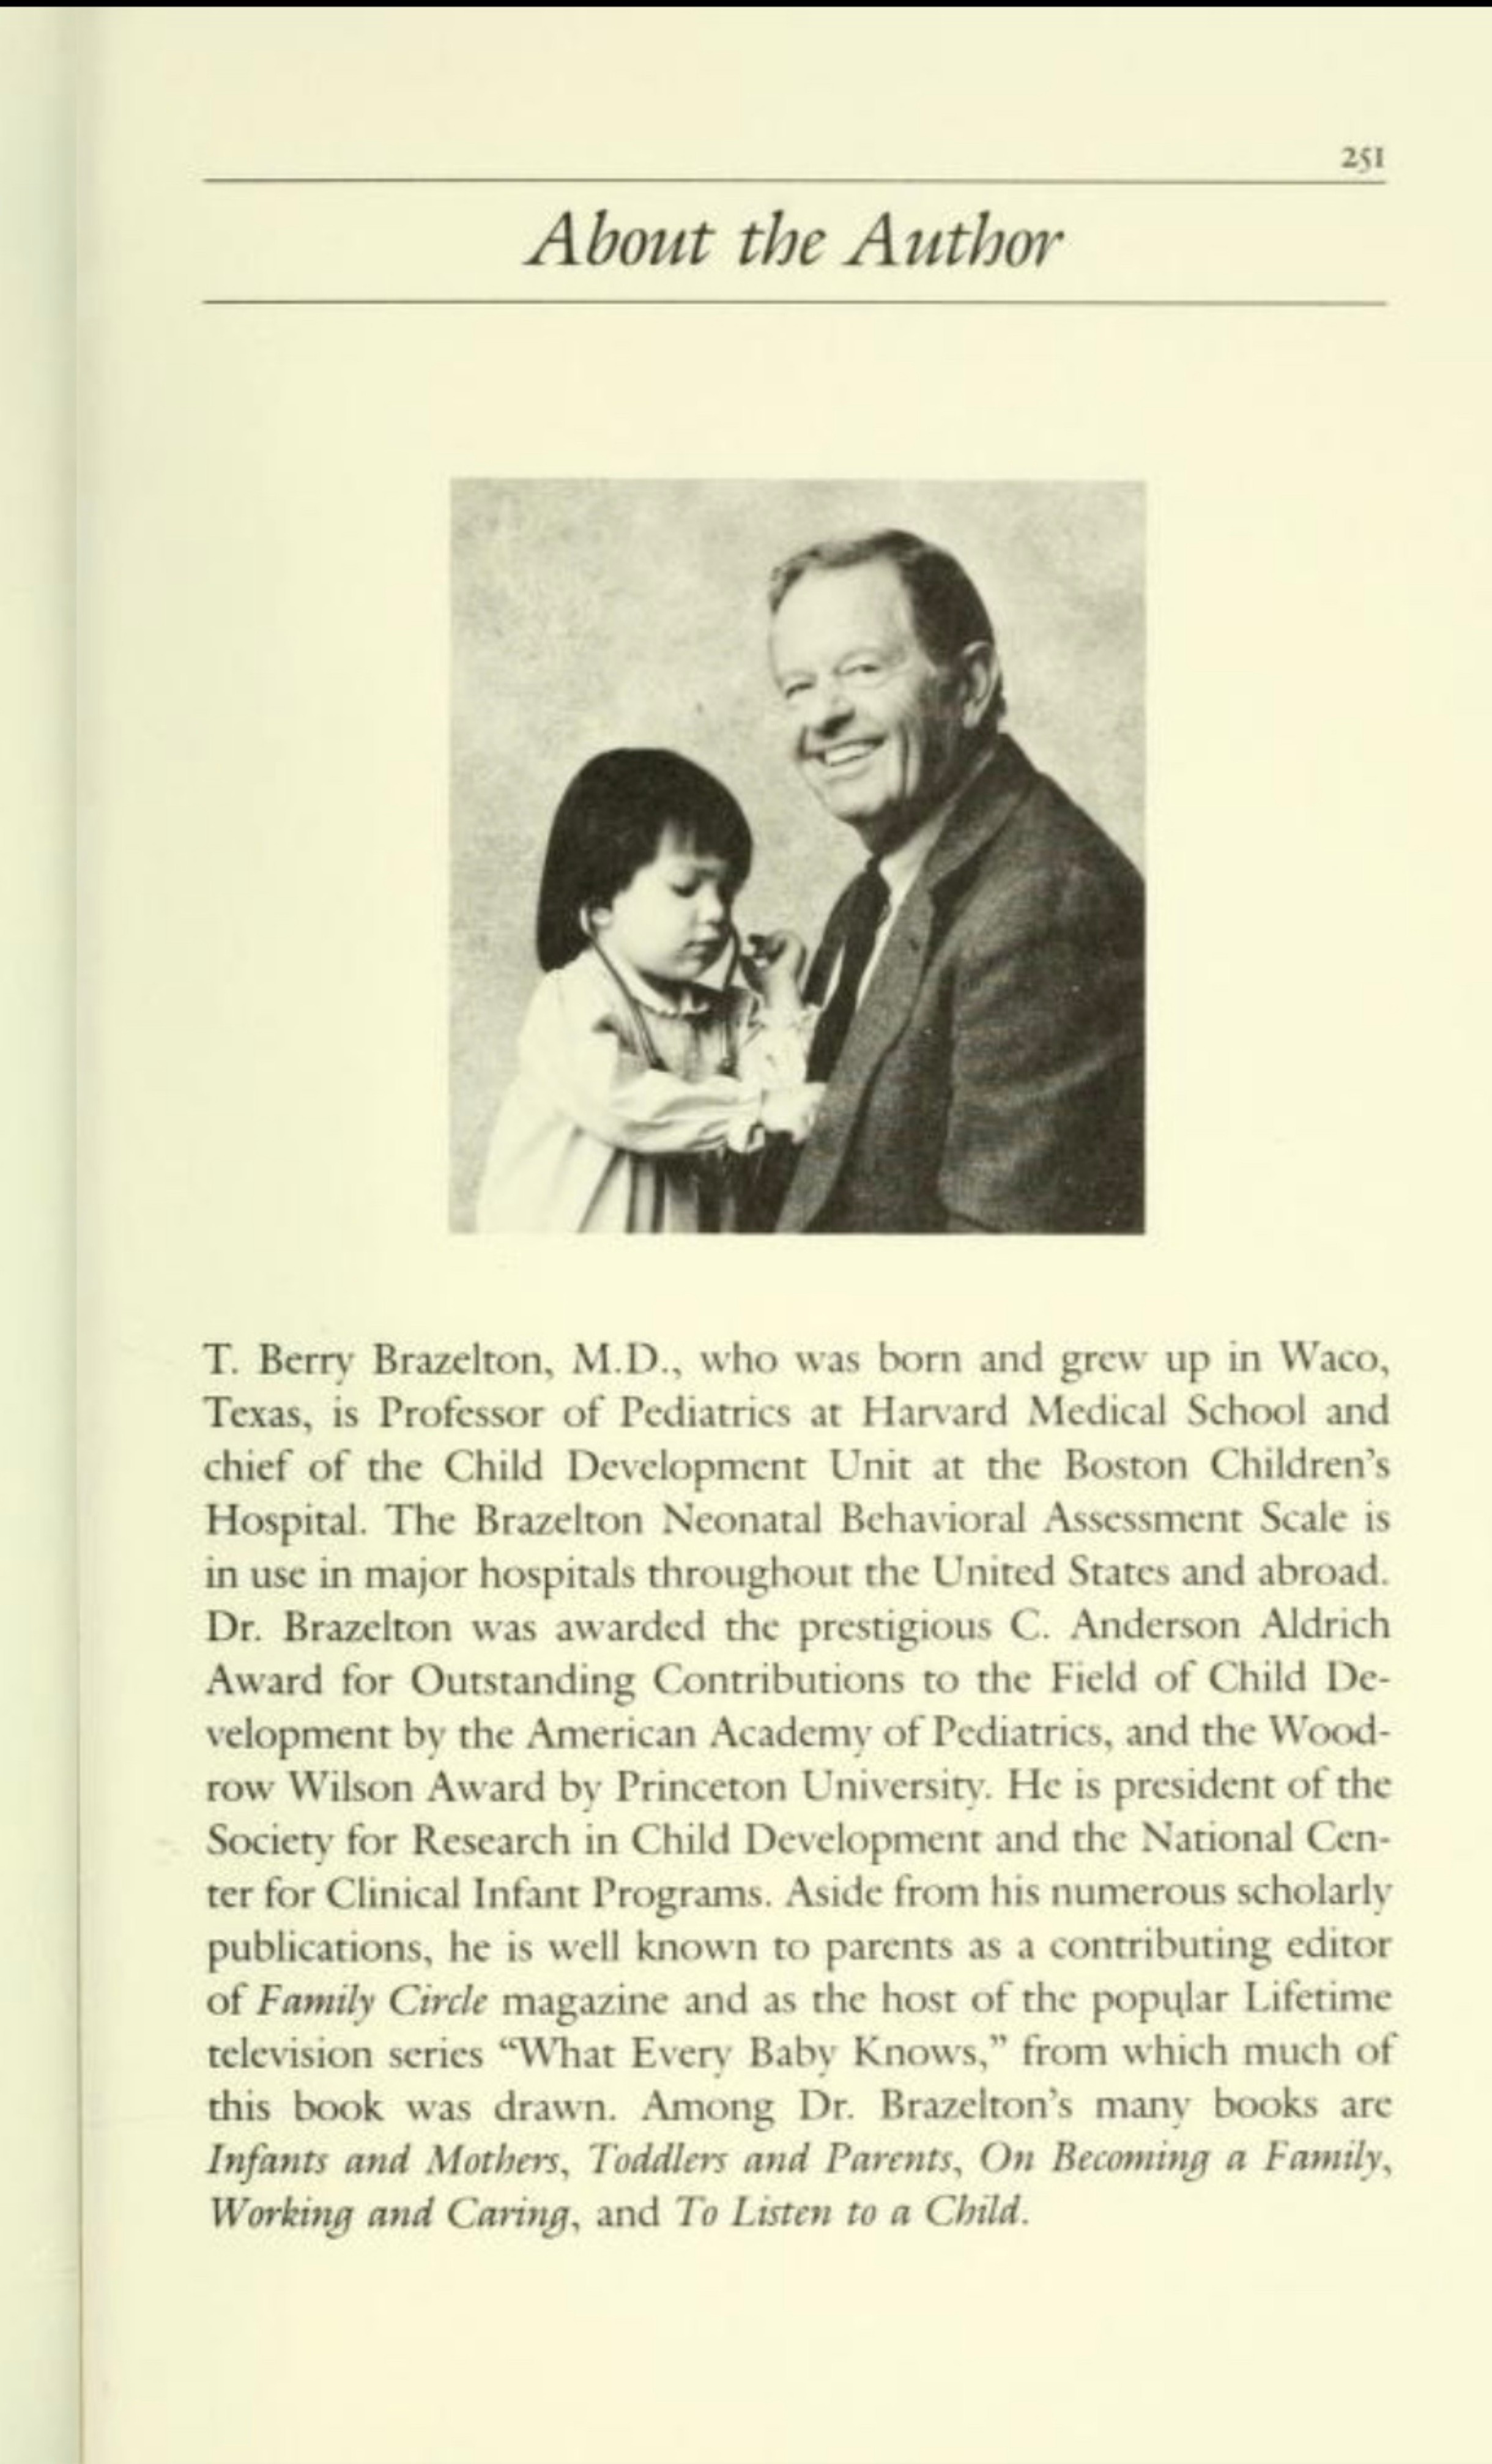 251
About the Author
T. Berry Brazelton, M.D., who was born and grew up in Waco,
Texas, is Professor of Pediatrics at Harvard Medical School and
chief of the Child Development Unit at the Boston Children's
Hospital. The Brazelton Neonatal Behavioral Assessment Scale is
in use in major hospitals throughout the United States and abroad.
Dr. Brazelton was awarded the prestigious C. Anderson Aldrich
Award for Outstanding Contributions to the Field of Child De-
velopment by the American Academy of Pediatrics, and the Wood-
row Wilson Award by Princeton University. He is president of the
Society for Research in Child Development and the National Cen-
ter for Clinical Infant Programs. Aside from his numerous scholarly
publications, he is well known to parents as a contributing editor
of Family Circle magazine and as the host of the popular Lifetime
television series “What Every Baby Knows,” from which much of
this book was drawn. Among Dr. Brazelton's many books are
Infants and Mothers, Toddlers and Parents, On Becoming a Family,
Working and Caring, and To Listen to a Child.